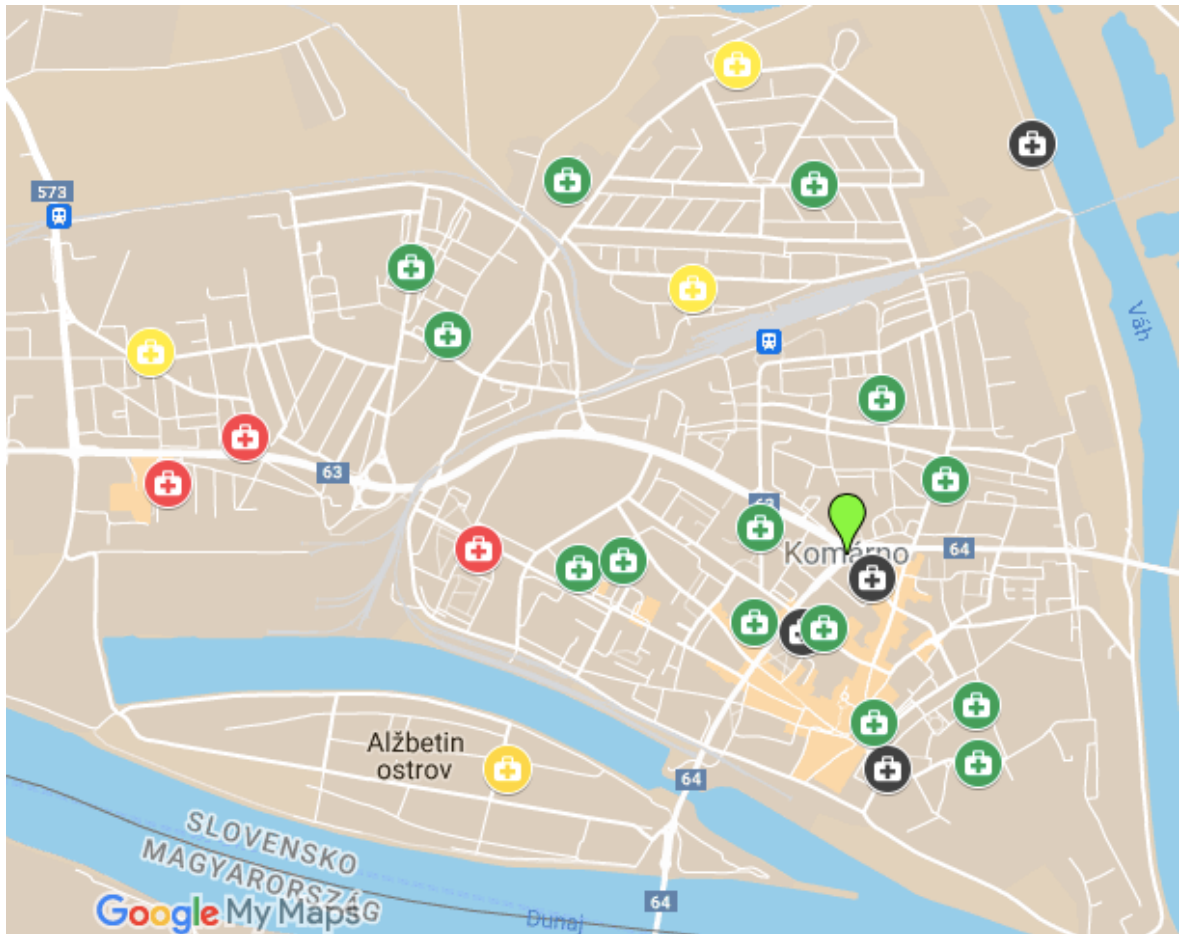 573
Váh
63
63
Komárno
64
Alžbetin
ostrov
64
SLOVENSKO
MAGYARORSZÁG
64
Dunaj
Google My Maps